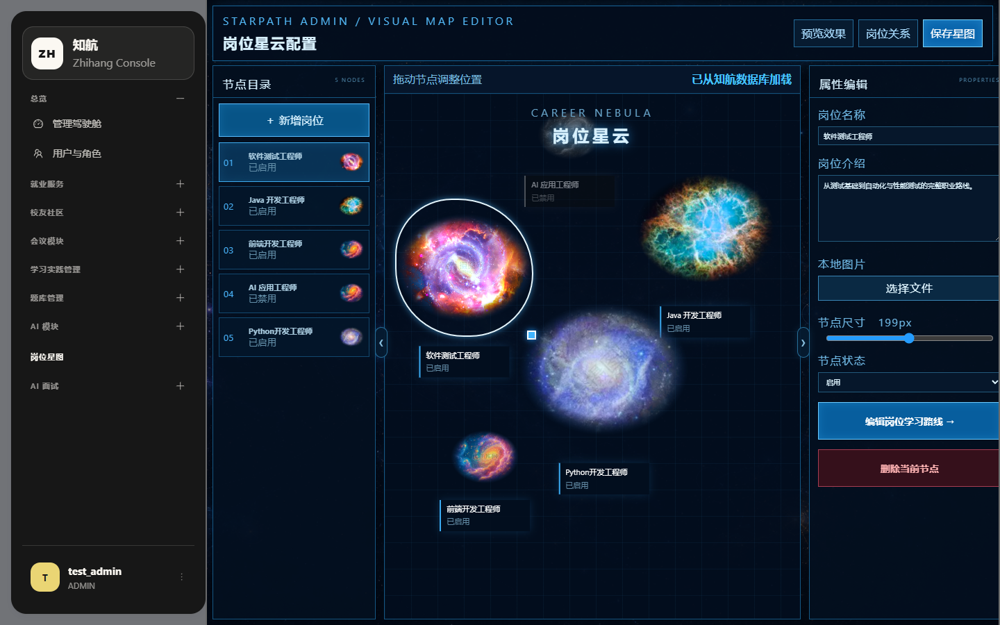 ZH
知航
Zhihang Console
总览
管理驾驶舱
用户与角色
就业服务
校友社区
会议模块
学习实践管理
题库管理
AI 模块
岗位星图
AI 面试
T
test_admin
ADMIN
STARPATH ADMIN / VISUAL MAP EDITOR
岗位星云配置
预览效果
岗位关系
保存星图
节点目录
5 NODES
+ 新增岗位
01
软件测试工程师
已启用
02
Java 开发工程师
已启用
03
前端开发工程师
已启用
04
AI 应用工程师
已禁用
05
Python开发工程师
已启用
拖动节点调整位置
已从知航数据库加载
CAREER NEBULA
岗位星云
AI 应用工程师
已禁用
Java 开发工程师
已启用
软件测试工程师
已启用
Python开发工程师
已启用
前端开发工程师
已启用
属性编辑
PROPERTIES
岗位名称
软件测试工程师
岗位介绍
从测试基础到自动化与性能测试的完整职业路线。
本地图片
选择文件
节点尺寸 199px
节点状态
启用
编辑岗位学习路线 →
删除当前节点